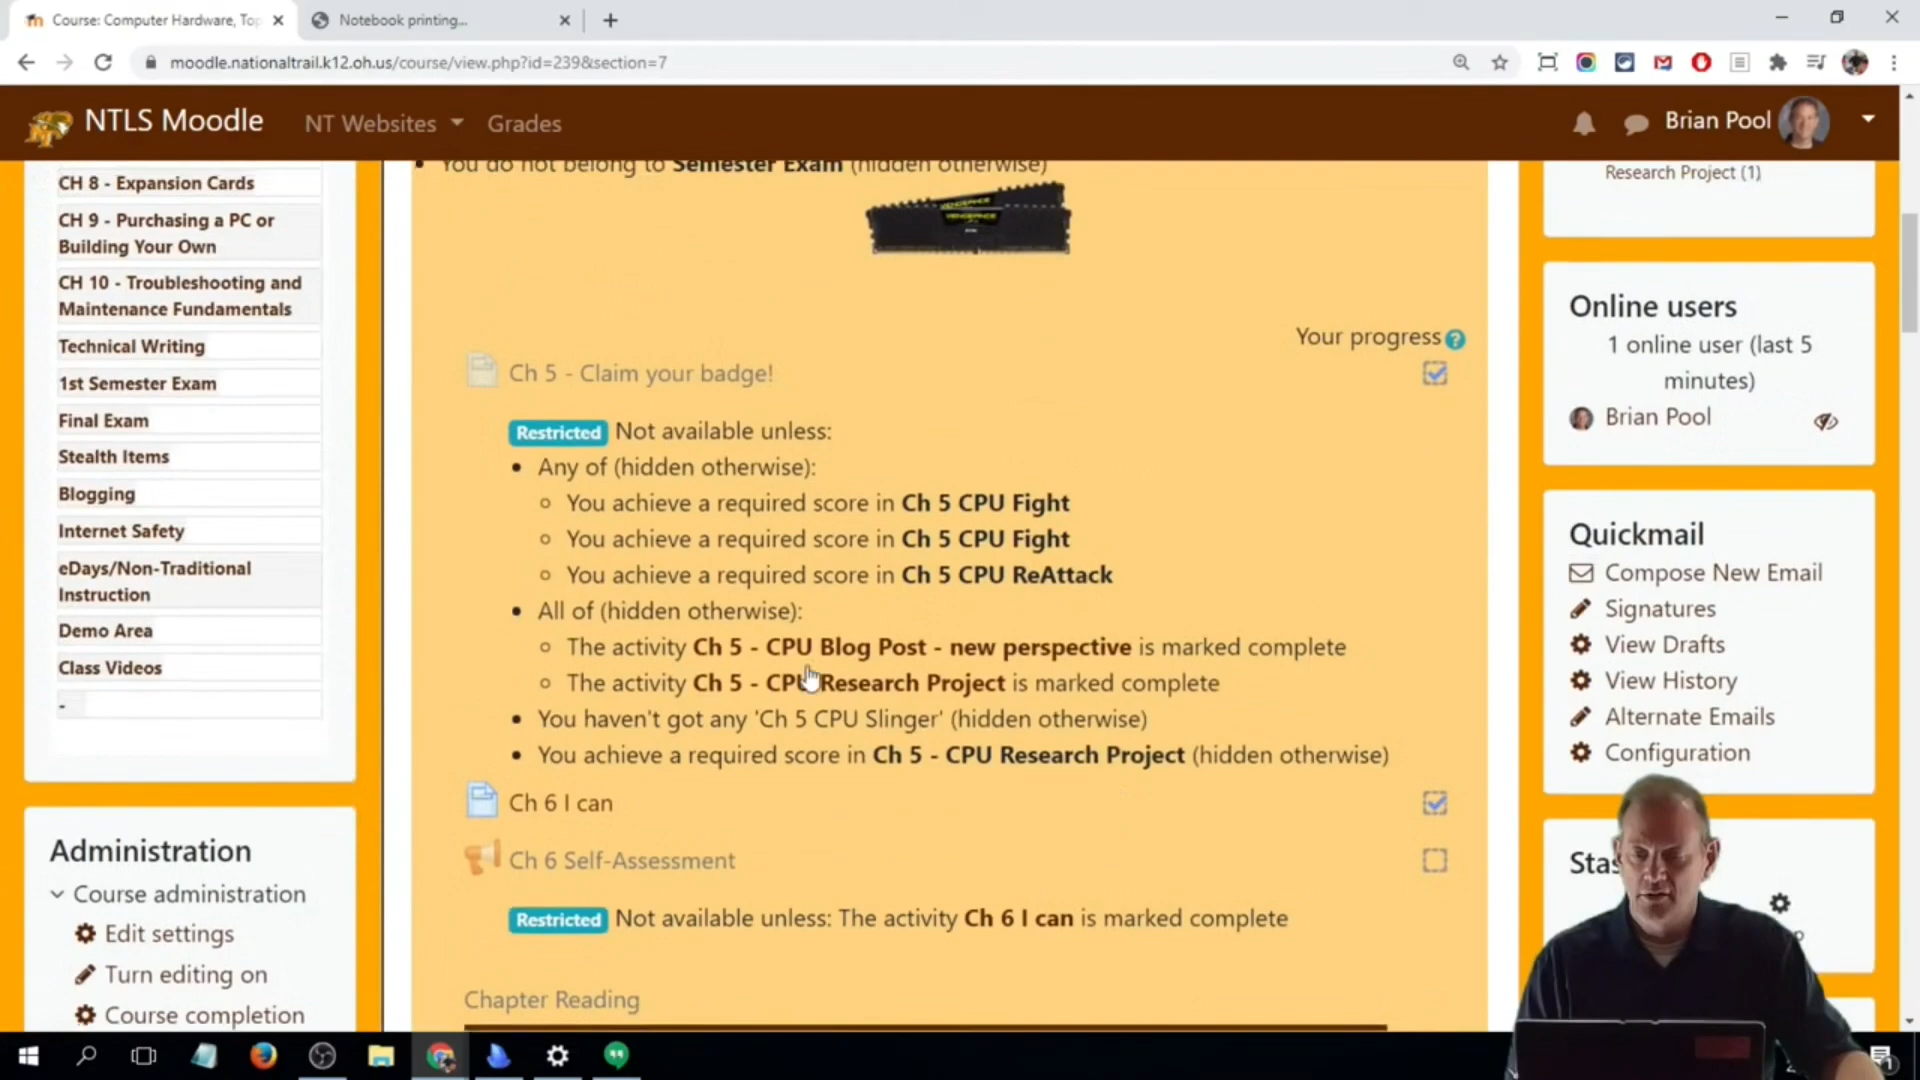 Course: Computer Hardware, Top
Notebook printing...
moodle.nationaltrail.k12.oh.us/course/view.php?id=239&section=7
NTLS Moodle
NT Websites
Grades
Brian Pool
CH 8 - Expansion Cards
CH 9 - Purchasing a PC or
Building Your Own
CH 10 - Troubleshooting and
Maintenance Fundamentals
Technical Writing
1st Semester Exam
Final Exam
Stealth Items
Blogging
Internet Safety
eDays/Non-Traditional
Instruction
Demo Area
Class Videos
-
Administration
Course administration
Edit settings
Turn editing on
Course completion
You do not belong to Semester Exam (hidden otherwise)
VENGEANCE
VENGEANCE
Your progress
Ch 5 - Claim your badge!
Restricted Not available unless:
Any of (hidden otherwise):
You achieve a required score in Ch 5 CPU Fight
You achieve a required score in Ch 5 CPU Fight
You achieve a required score in Ch 5 CPU ReAttack
All of (hidden otherwise):
The activity Ch 5 - CPU Blog Post - new perspective is marked complete
The activity Ch 5 - CPU Research Project is marked complete
You haven't got any 'Ch 5 CPU Slinger' (hidden otherwise)
You achieve a required score in Ch 5 - CPU Research Project (hidden otherwise)
Ch 6 I can
Ch 6 Self-Assessment
Restricted Not available unless: The activity Ch 6 I can is marked complete
Chapter Reading
Research Project (1)
Online users
1 online user (last 5
minutes)
Brian Pool
Quickmail
Compose New Email
Signatures
View Drafts
View History
Alternate Emails
Configuration